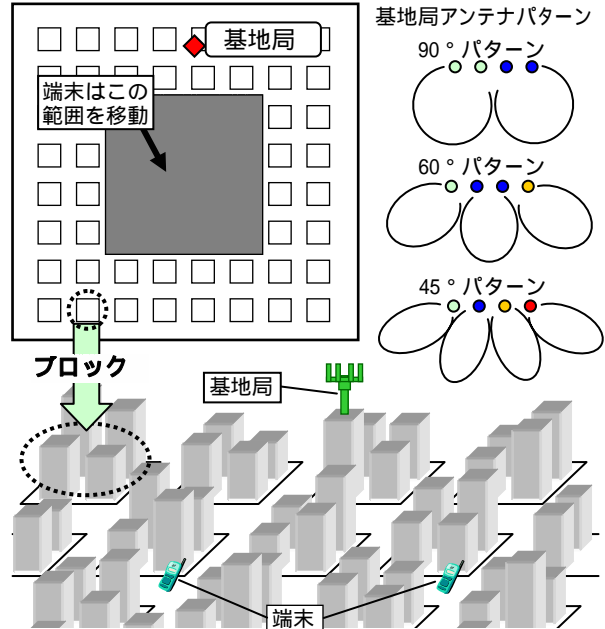 基地局
端末はこの
範囲を移動
基地局アンテナパターン
90°パターン
60°パターン
45°パターン
ブロック
基地局
端末